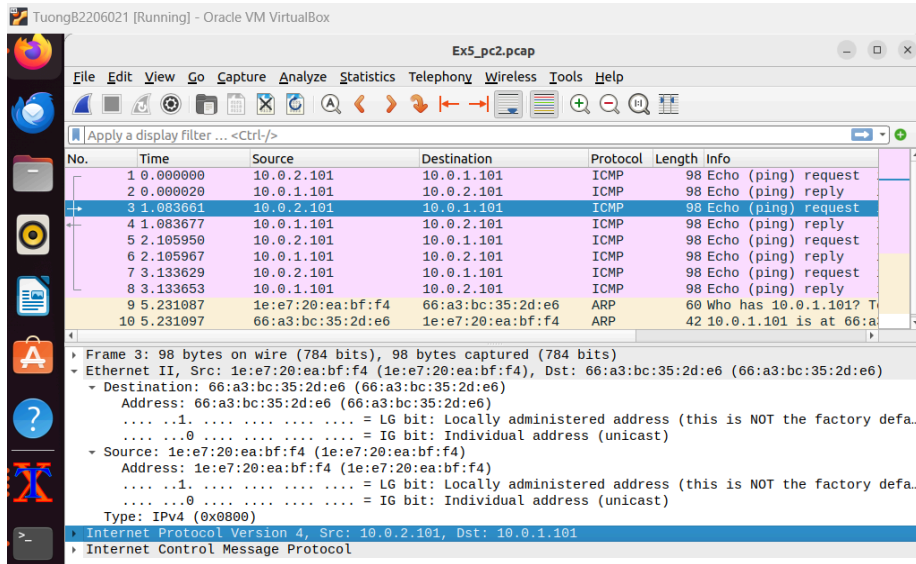 TuongB2206021 [Running] - Oracle VM VirtualBox
Ex5_pc2.pcap
File Edit View Go Capture Analyze Statistics Telephony Wireless Tools Help
Apply a display filter … <Ctrl-/>
No. Time Source Destination Protocol Length Info
1 0.000000 10.0.2.101 10.0.1.101 ICMP 98 Echo (ping) request
2 0.000020 10.0.1.101 10.0.2.101 ICMP 98 Echo (ping) reply
3 1.083661 10.0.2.101 10.0.1.101 ICMP 98 Echo (ping) request
4 1.083677 10.0.1.101 10.0.2.101 ICMP 98 Echo (ping) reply
5 2.105950 10.0.2.101 10.0.1.101 ICMP 98 Echo (ping) request
6 2.105967 10.0.1.101 10.0.2.101 ICMP 98 Echo (ping) reply
7 3.133629 10.0.2.101 10.0.1.101 ICMP 98 Echo (ping) request
8 3.133653 10.0.1.101 10.0.2.101 ICMP 98 Echo (ping) reply
9 5.231087 1e:e7:20:ea:bf:f4 66:a3:bc:35:2d:e6 ARP 60 Who has 10.0.1.101? T
10 5.231097 66:a3:bc:35:2d:e6 1e:e7:20:ea:bf:f4 ARP 42 10.0.1.101 is at 66:a
Frame 3: 98 bytes on wire (784 bits), 98 bytes captured (784 bits)
Ethernet II, Src: 1e:e7:20:ea:bf:f4 (1e:e7:20:ea:bf:f4), Dst: 66:a3:bc:35:2d:e6 (66:a3:bc:35:2d:e6)
Destination: 66:a3:bc:35:2d:e6 (66:a3:bc:35:2d:e6)
Address: 66:a3:bc:35:2d:e6 (66:a3:bc:35:2d:e6)
.... ..1. .... .... .... .... = LG bit: Locally administered address (this is NOT the factory defa…
.... ...0 .... .... .... .... = IG bit: Individual address (unicast)
Source: 1e:e7:20:ea:bf:f4 (1e:e7:20:ea:bf:f4)
Address: 1e:e7:20:ea:bf:f4 (1e:e7:20:ea:bf:f4)
.... ..1. .... .... .... .... = LG bit: Locally administered address (this is NOT the factory defa…
.... ...0 .... .... .... .... = IG bit: Individual address (unicast)
Type: IPv4 (0x0800)
Internet Protocol Version 4, Src: 10.0.2.101, Dst: 10.0.1.101
Internet Control Message Protocol